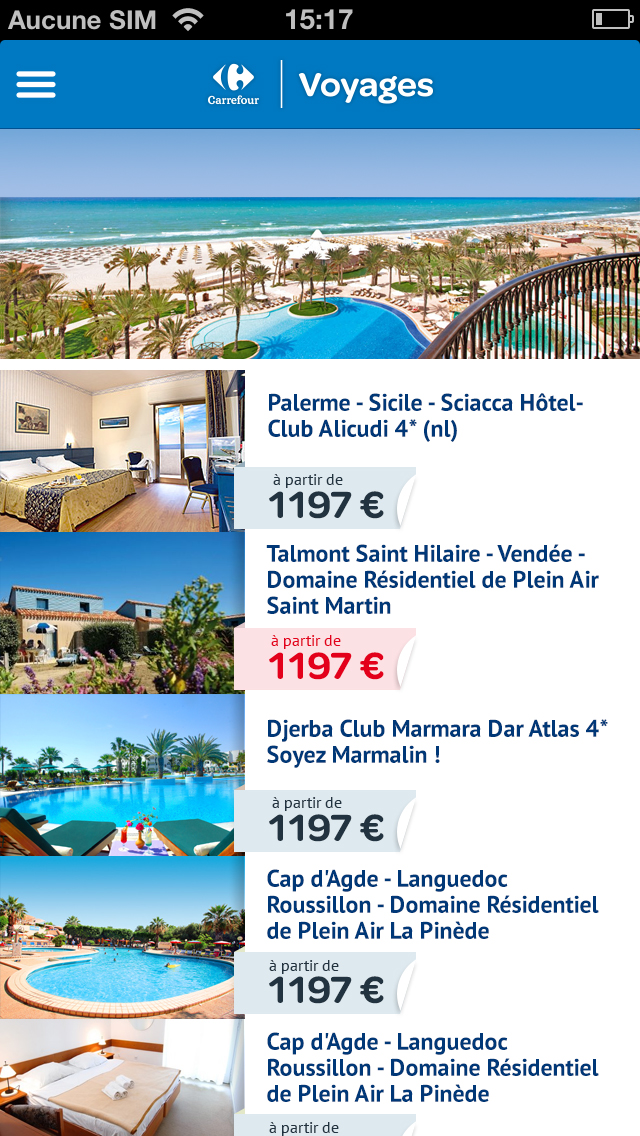 Aucune SIM 15:17
Carrefour Voyages
Palerme - Sicile - Sciacca Hôtel-
Club Alicudi 4* (nl)
à partir de
1197 €
Talmont Saint Hilaire - Vendée -
Domaine Résidentiel de Plein Air
Saint Martin
à partir de
1197 €
Djerba Club Marmara Dar Atlas 4*
Soyez Marmalin !
à partir de
1197 €
Cap d'Agde - Languedoc
Roussillon - Domaine Résidentiel
de Plein Air La Pinède
à partir de
1197 €
Cap d'Agde - Languedoc
Roussillon - Domaine Résidentiel
de Plein Air La Pinède
à partir de